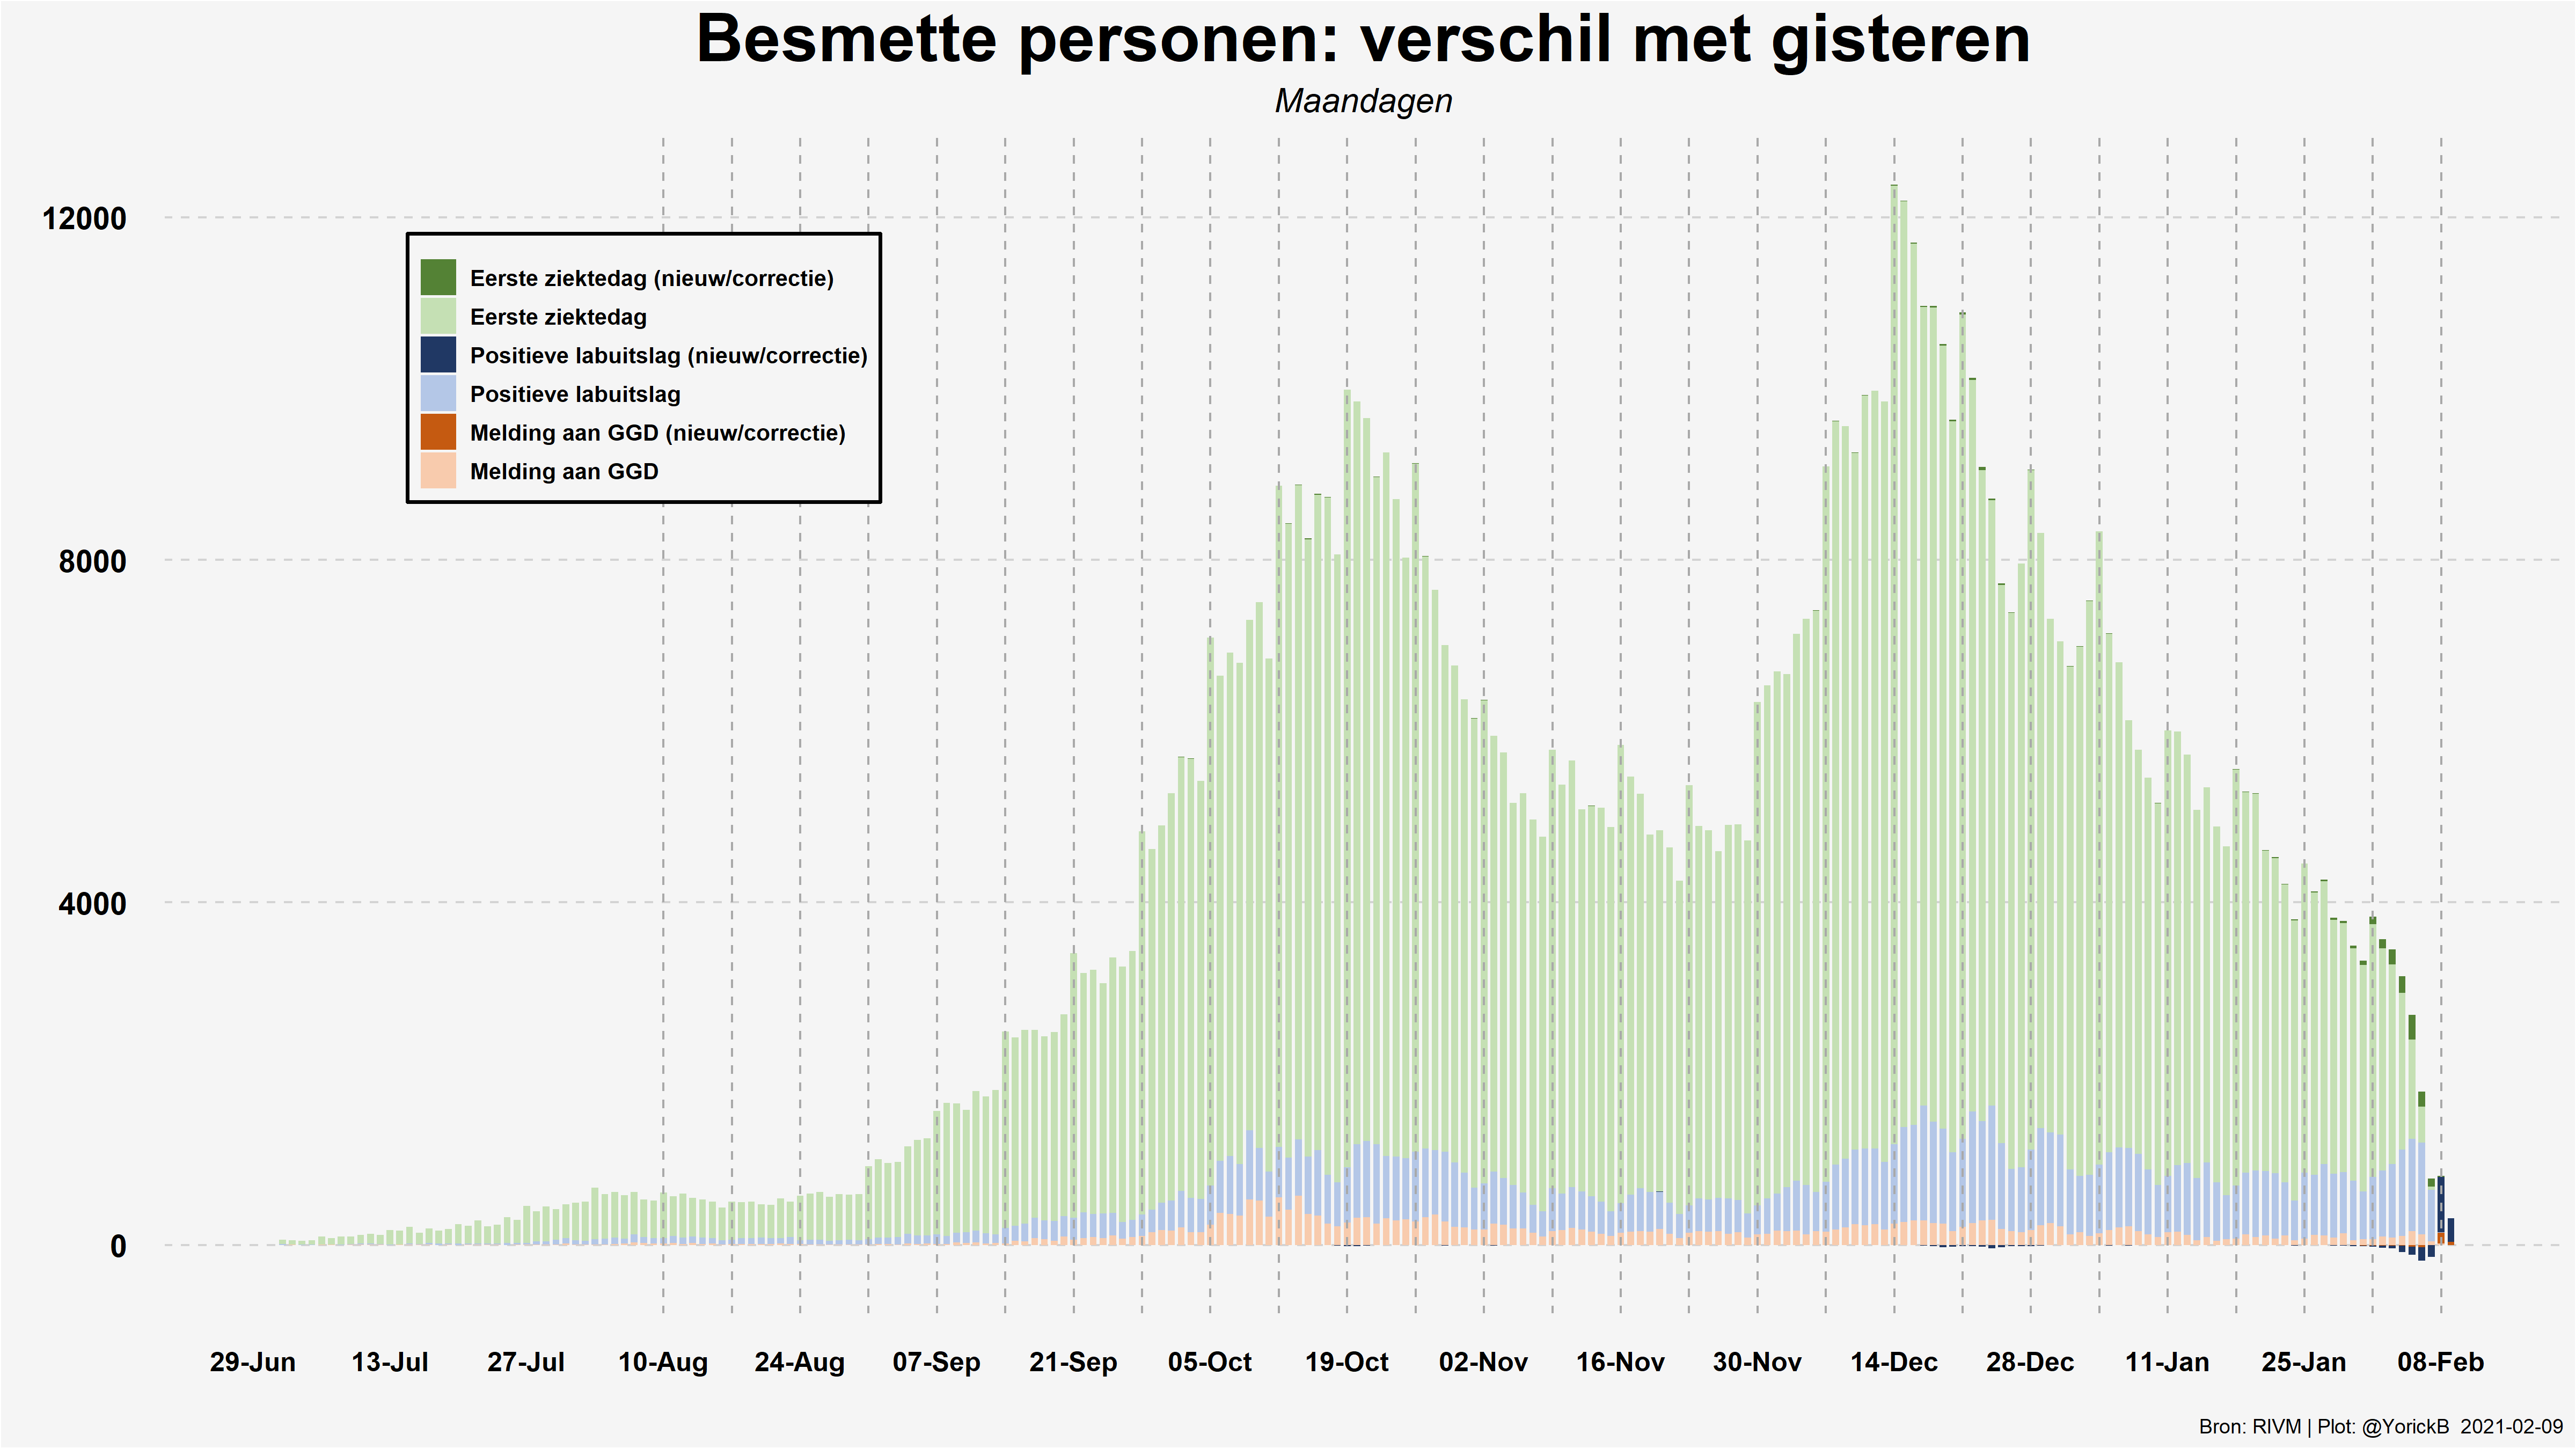 Besmette personen: verschil met gisteren
Maandagen
12000
8000
4000
0
Eerste ziektedag (nieuw/correctie)
Eerste ziektedag
Positieve labuitslag (nieuw/correctie)
Positieve labuitslag
Melding aan GGD (nieuw/correctie)
Melding aan GGD
29-Jun 13-Jul 27-Jul 10-Aug 24-Aug 07-Sep 21-Sep 05-Oct 19-Oct 02-Nov 16-Nov 30-Nov 14-Dec 28-Dec 11-Jan 25-Jan 08-Feb
Bron: RIVM | Plot: @YorickB 2021-02-09